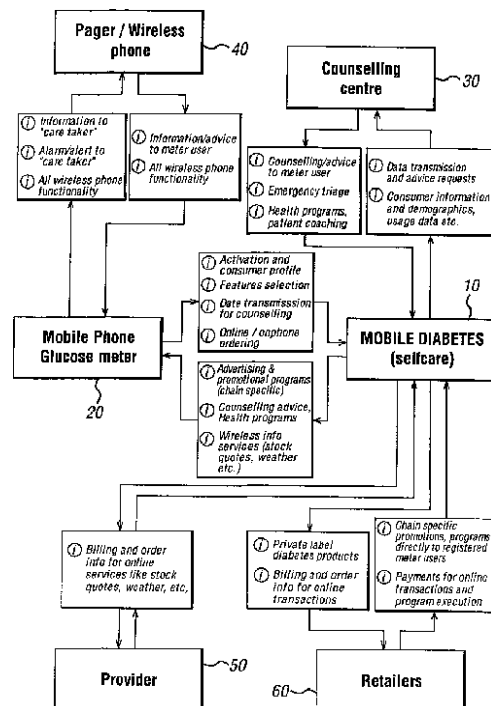 Pager / Wireless
phone
40
Counselling
centre
30
ⓘ Information to
"care taker"
ⓘ Alarm/alert to
"care taker"
ⓘ All wireless phone
functionality
ⓘ Information/advice
to meter user
ⓘ All wireless phone
functionality
ⓘ Counselling/advice
to meter user
ⓘ Emergency triage
ⓘ Health programs,
patient coaching
ⓘ Data transmission
and advice requests
ⓘ Consumer information
and demographics,
usage data etc.
ⓘ Activation and
consumer profile
ⓘ Features selection
ⓘ Data transmisssion
for counselling
ⓘ Online / onphone
ordering
Mobile Phone
Glucose meter
20
10
MOBILE DIABETES
(selfcare)
ⓘ Advertising &
promotional programs
(chain specific)
ⓘ Counselling advice,
Health programs
ⓘ Wireless info
services (stock
quotes, weather
etc.)
ⓘ Billing and order
info for online
services like stock
quotes, weather, etc,
ⓘ Private label
diabetes products
ⓘ Billing and order
info for online
transactions
ⓘ Chain specific
promotions, programs
directly to registered
meter users
ⓘ Payments for online
transactions and
program execution
Provider
50
60
Retailers